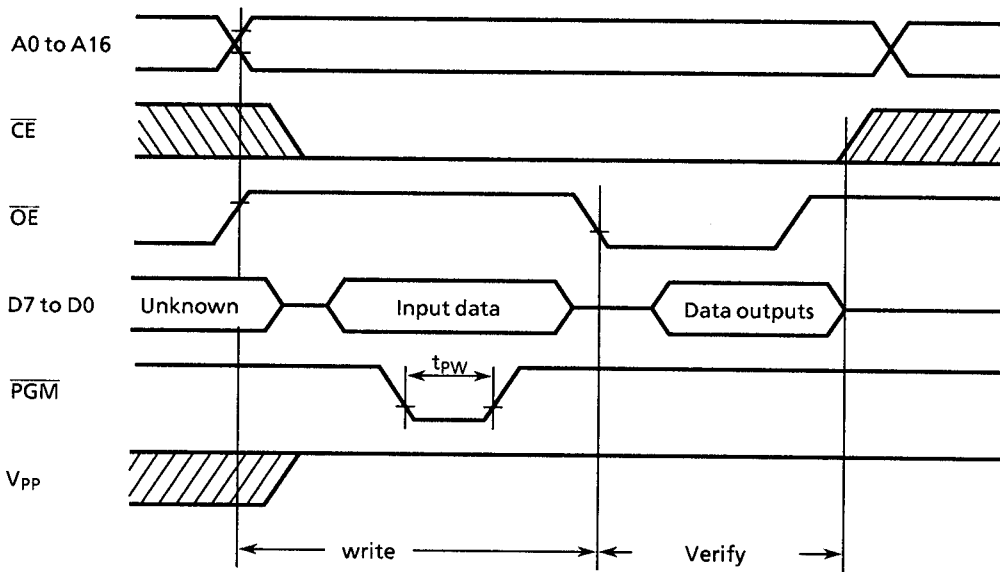 A0 to A16
CE
OE
D7 to D0 Unknown Input data Data outputs
tPW
PGM
VPP
write Verify